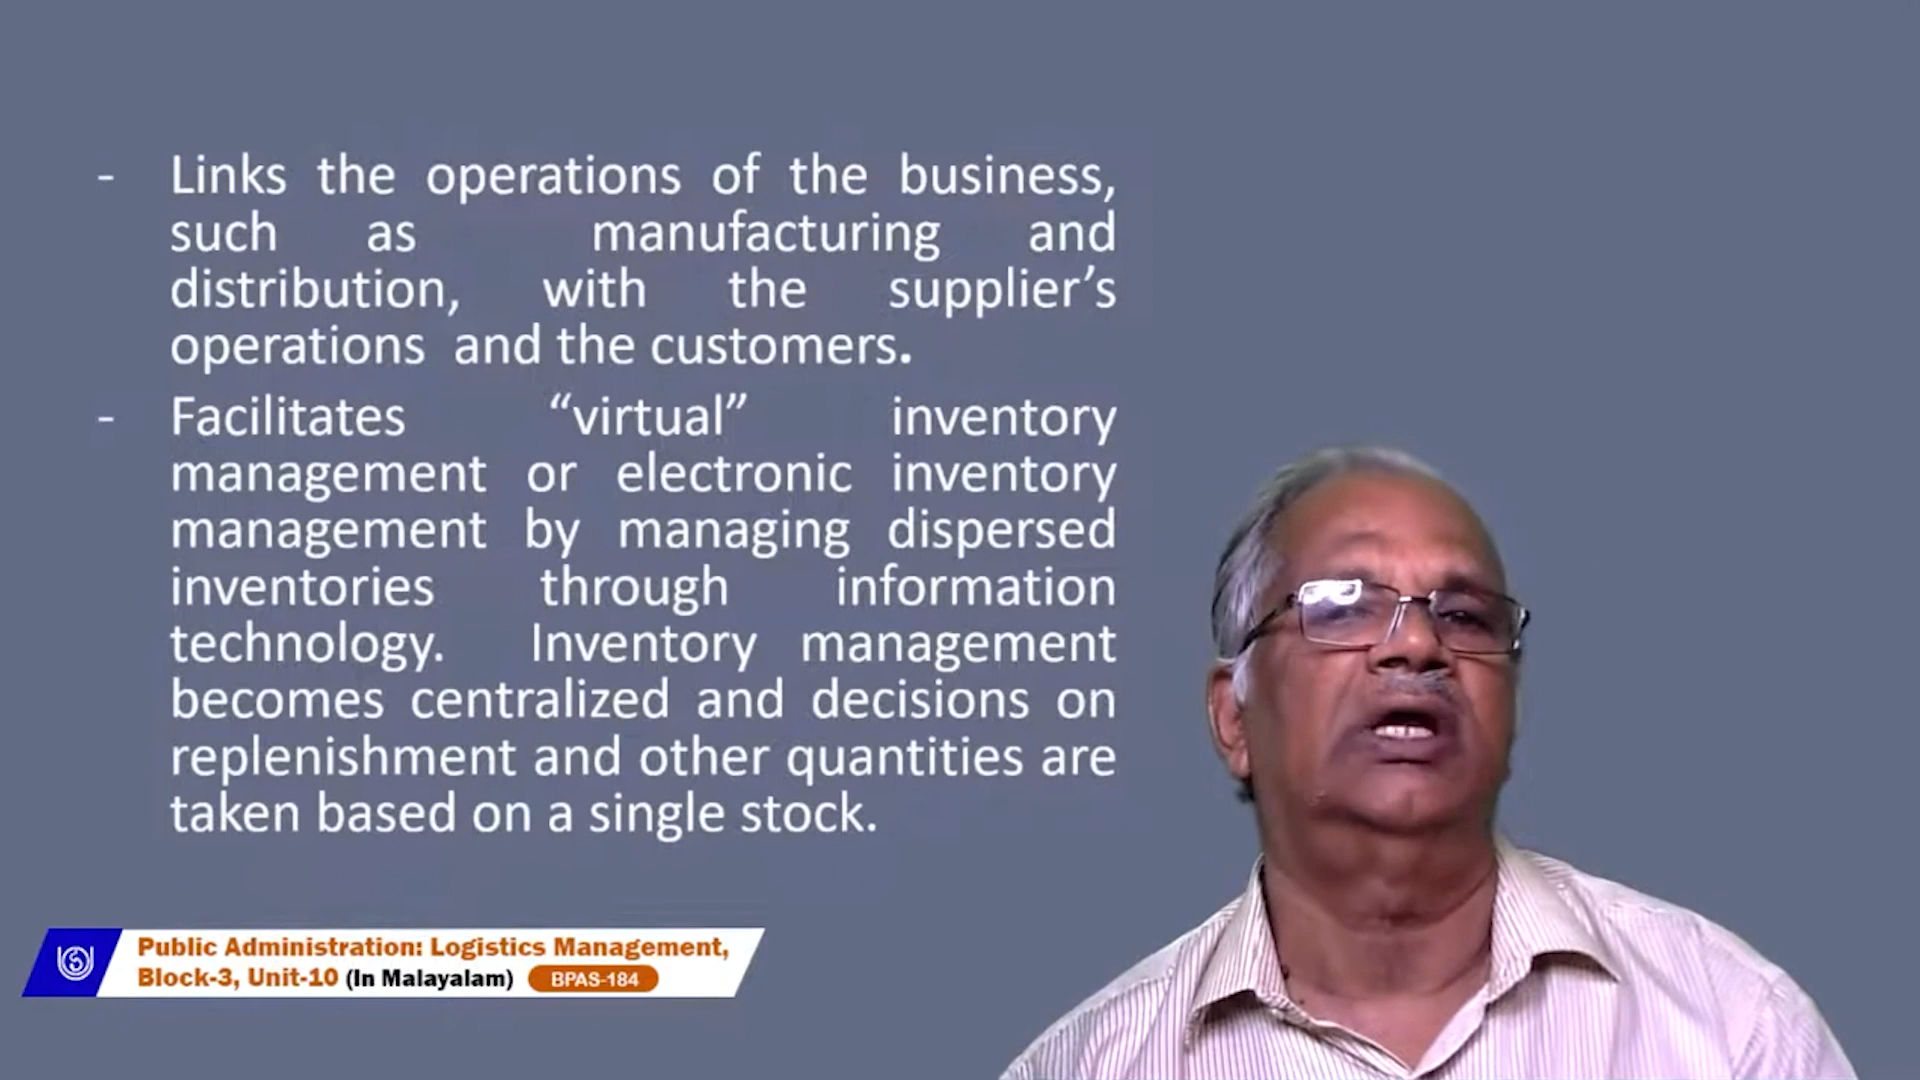 - Links the operations of the business,
such as manufacturing and
distribution, with the supplier’s
operations and the customers.
- Facilitates “virtual” inventory
management or electronic inventory
management by managing dispersed
inventories through information
technology. Inventory management
becomes centralized and decisions on
replenishment and other quantities are
taken based on a single stock.
Public Administration: Logistics Management,
Block-3, Unit-10 (In Malayalam) BPAS-184